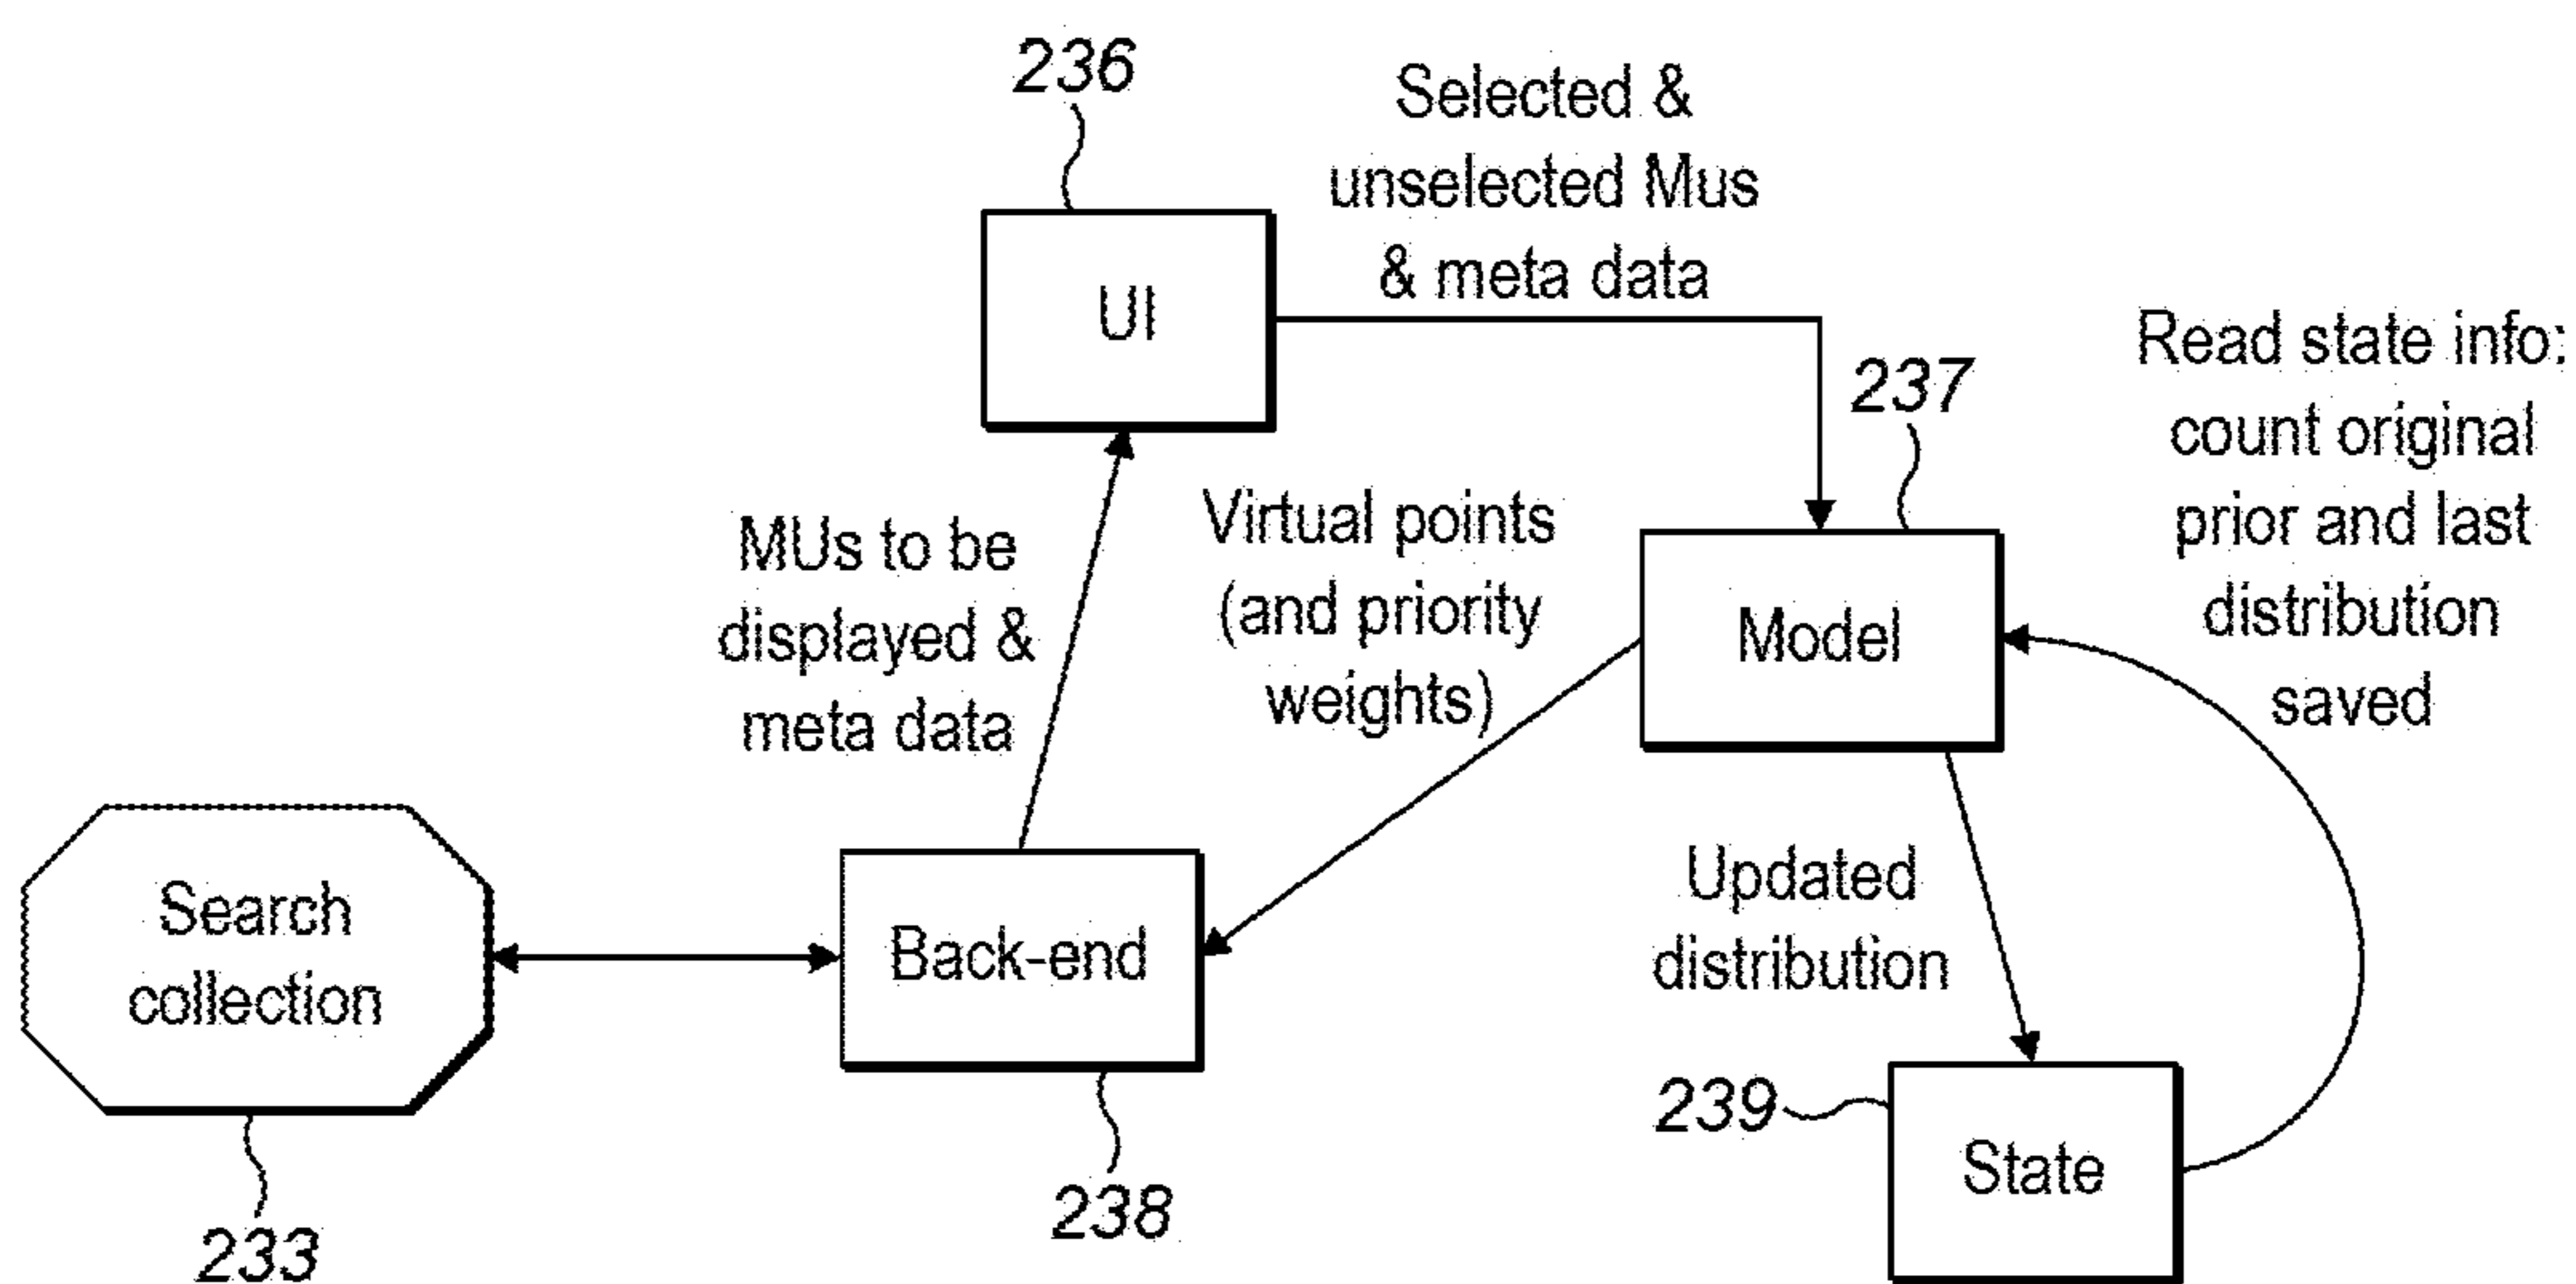 236
Selected &
unselected Mus
& meta data
UI
237
Read state info:
count original
prior and last
distribution
saved
MUs to be
displayed &
meta data
Virtual points
(and priority
weights)
Model
Search
collection
233
Back-end
238
Updated
distribution
239
State